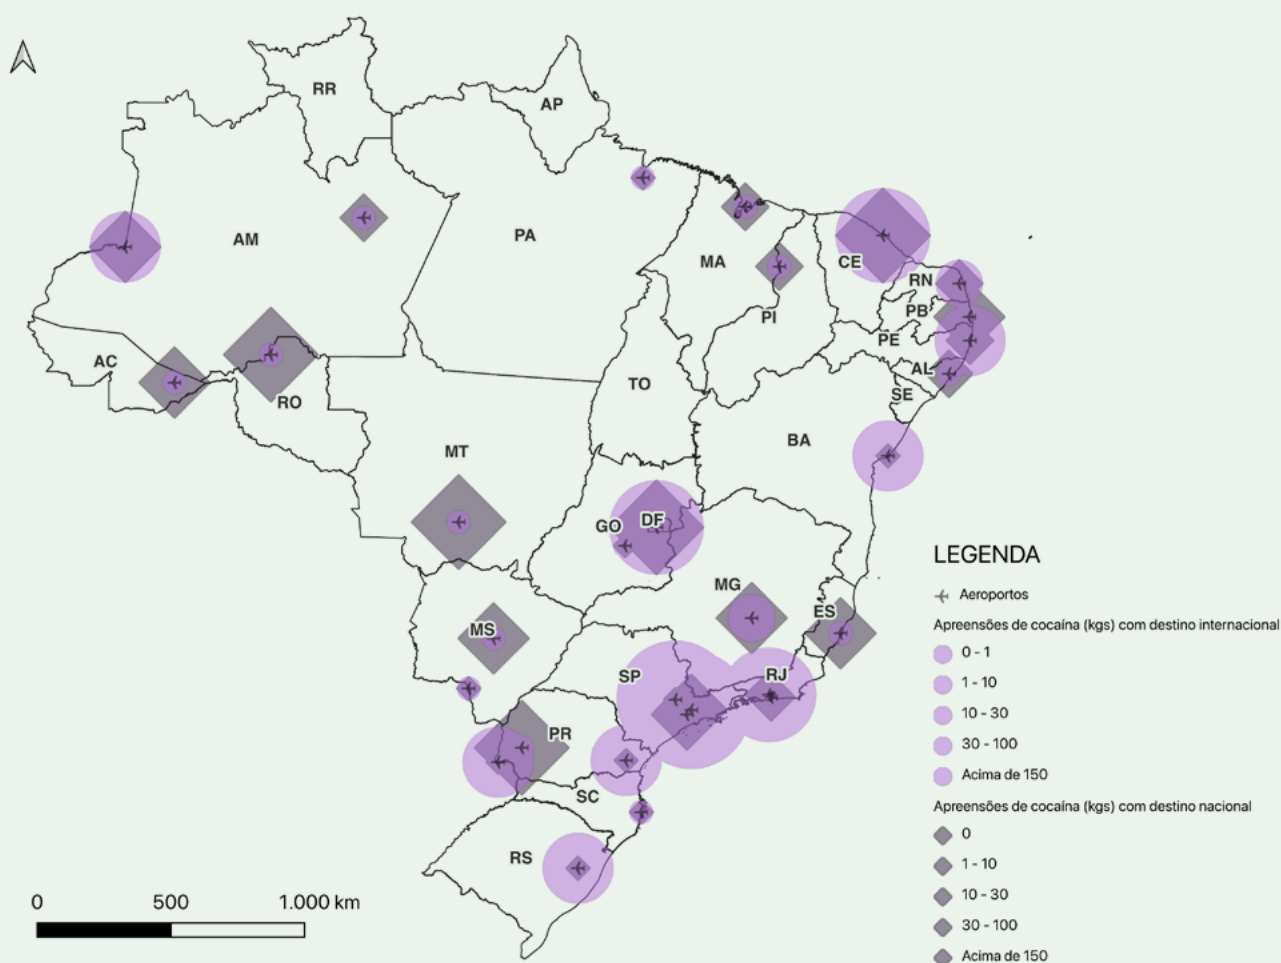 RR
AP
AM
PA
MA
CE
RN
PB
PI
PE
AC
AL
TO
SE
RO
BA
MT
GO
DF
MG
ES
MS
SP
RJ
PR
SC
RS
0 500 1.000 km
LEGENDA
Aeroportos
Apreensões de cocaína (kgs) com destino internacional
0 - 1
1 - 10
10 - 30
30 - 100
Acima de 150
Apreensões de cocaína (kgs) com destino nacional
0
1 - 10
10 - 30
30 - 100
Acima de 150